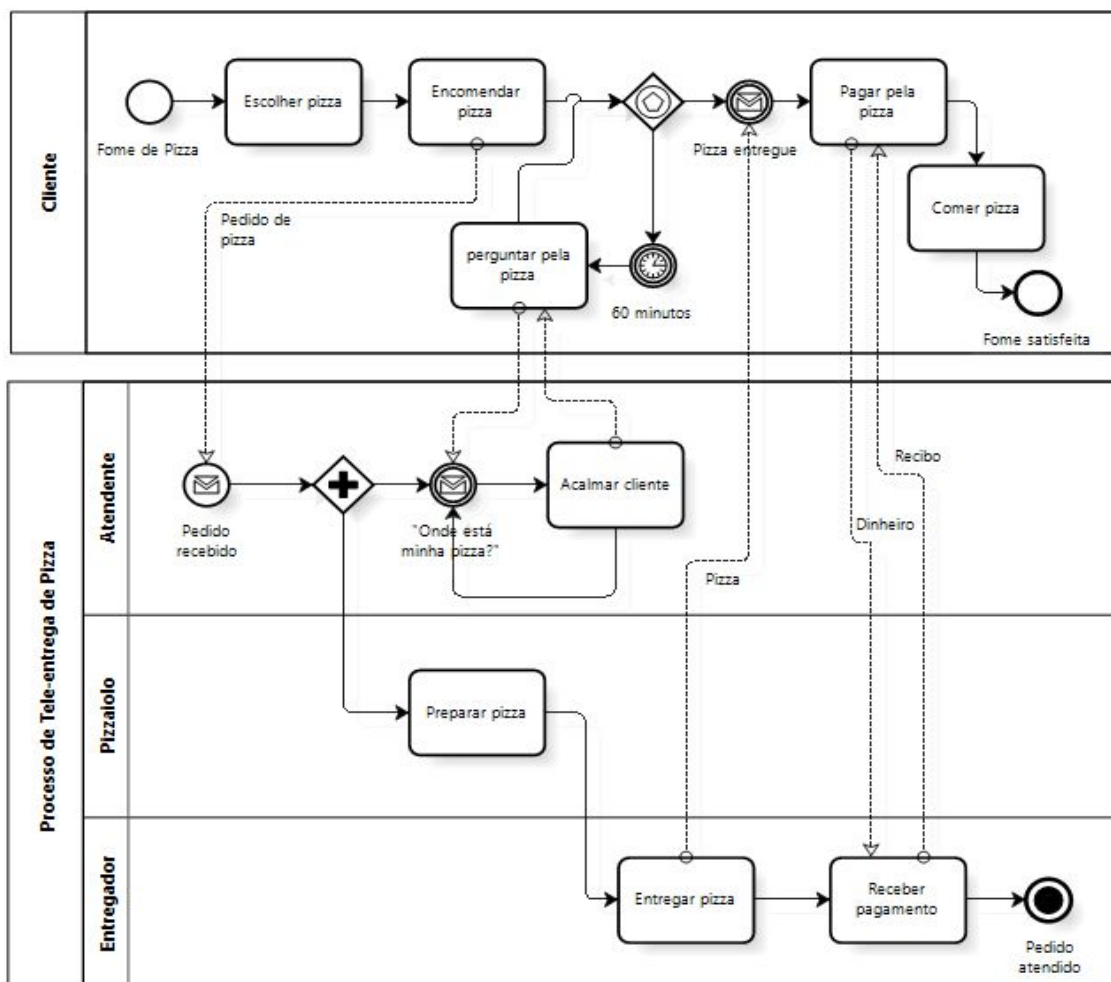 Cliente
Fome de Pizza
Escolher pizza
Encomendar
pizza
Pizza entregue
Pagar pela
pizza
Comer pizza
Fome satisfeita
Pedido de
pizza
perguntar pela
pizza
60 minutos
Processo de Tele-entrega de Pizza
Atendente
Pedido
recebido
"Onde está
minha pizza?"
Acalmar cliente
Pizza
Dinheiro
Recibo
Pizzaiolo
Preparar pizza
Entregador
Entregar pizza
Receber
pagamento
Pedido
atendido